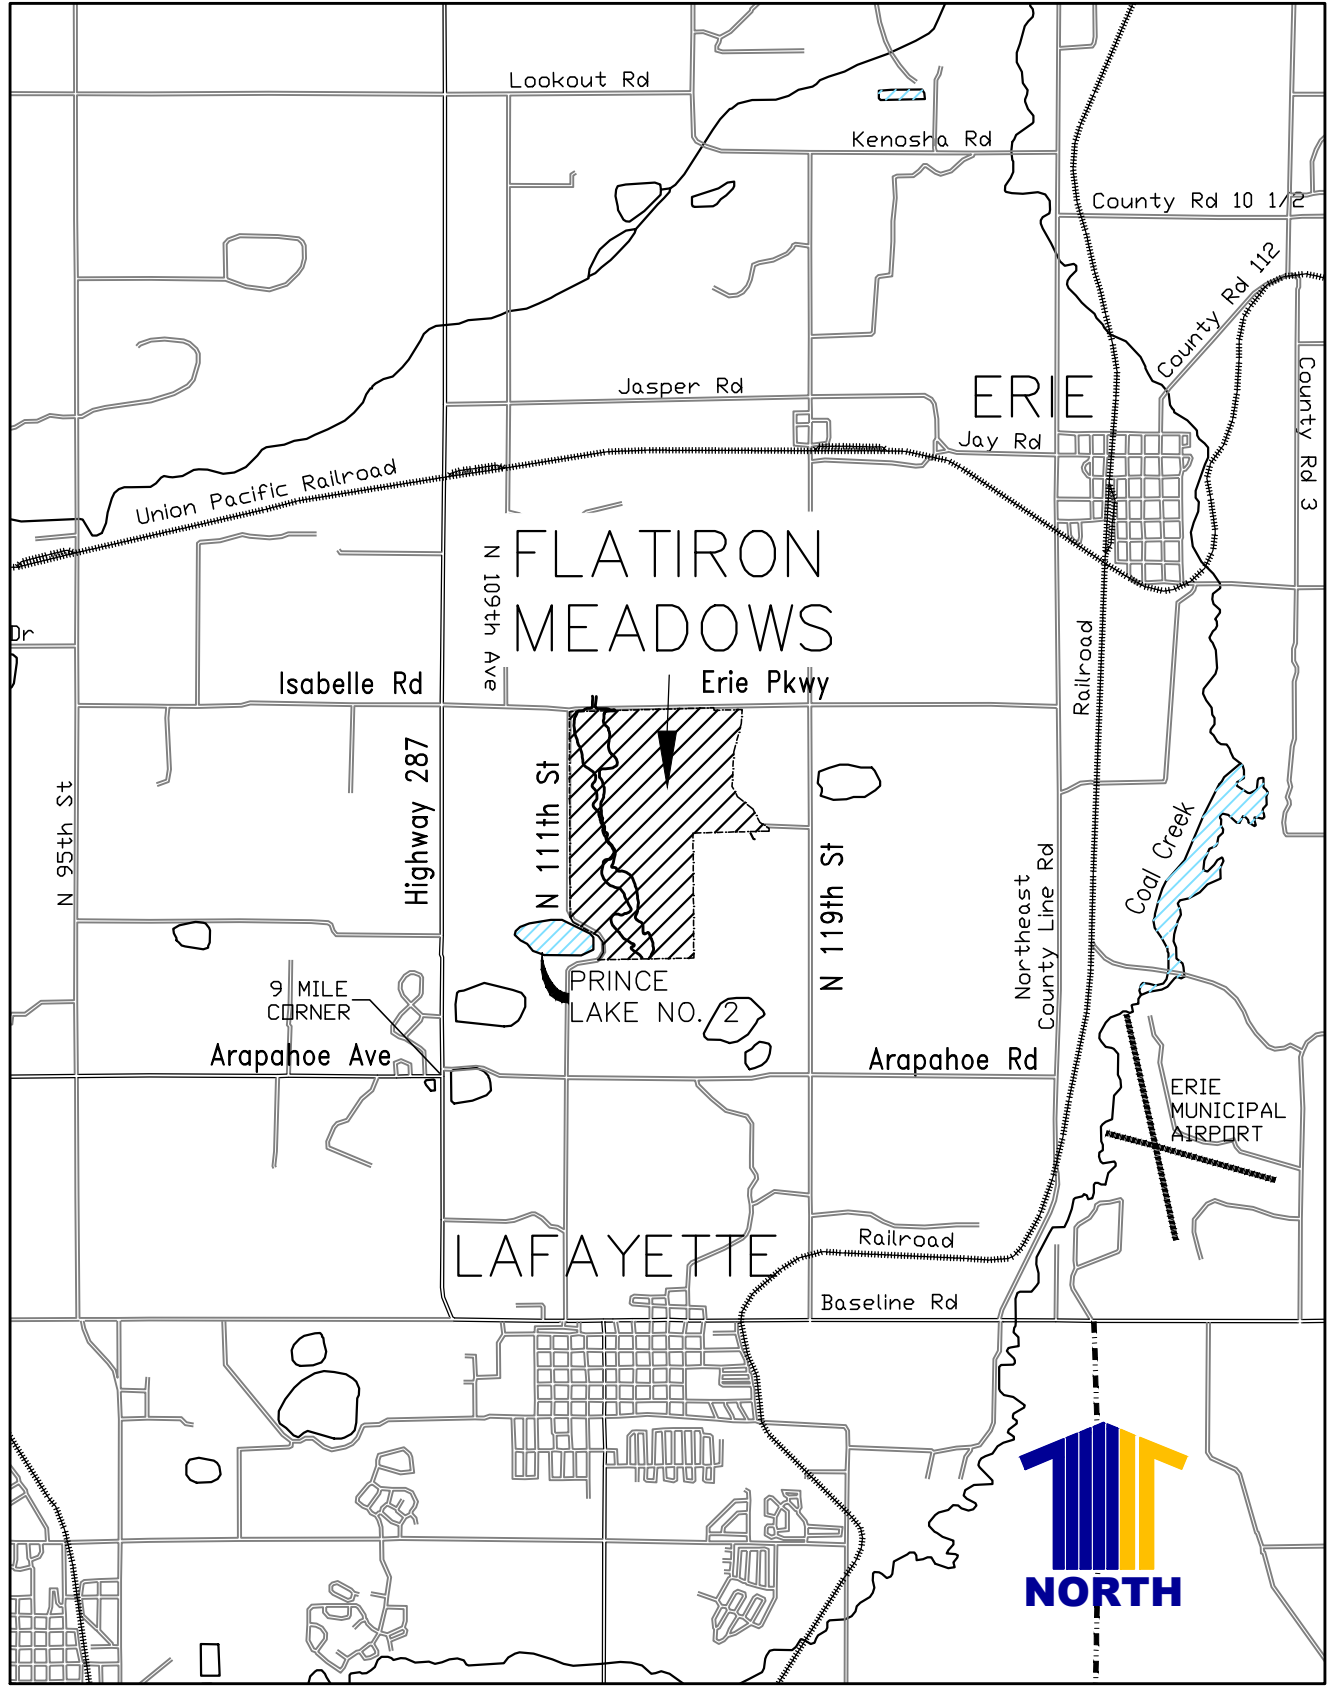 Lookout Rd
Kenosha Rd
County Rd 10 1/2
County Rd 112
Jasper Rd
ERIE
County Rd 3
Jay Rd
Union Pacific Railroad
N 109th Ave
FLATIRON
MEADOWS
Dr
Isabelle Rd
Erie Pkwy
Railroad
N 95th St
Highway 287
N 111th St
N 119th St
Northeast
County Line Rd
Coal Creek
9 MILE
CORNER
PRINCE
LAKE NO. 2
Arapahoe Ave
Arapahoe Rd
ERIE
MUNICIPAL
AIRPORT
LAFAYETTE
Railroad
Baseline Rd
NORTH